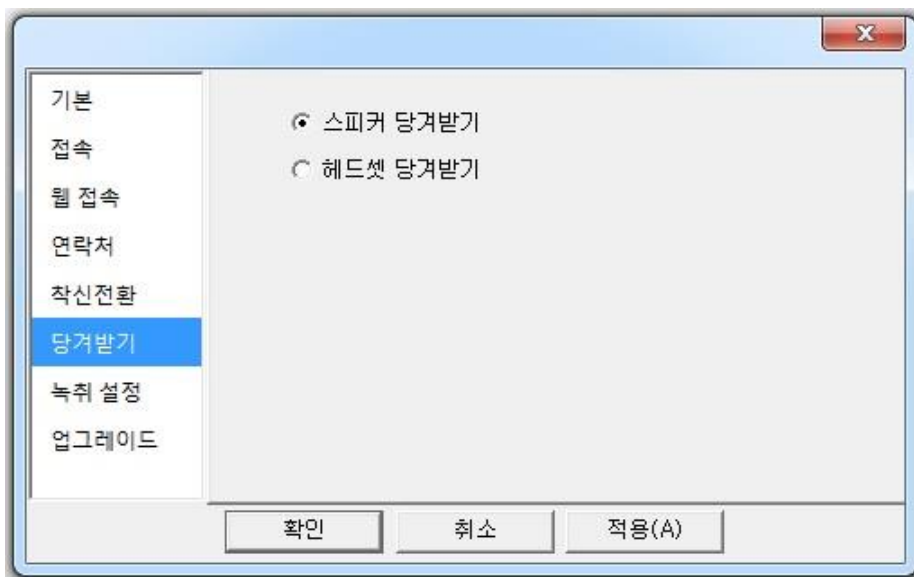 기본
접속
웹 접속
연락처
착신전환
당겨받기
녹취 설정
업그레이드
스피커 당겨받기
헤드셋 당겨받기
확인
취소
적용(A)